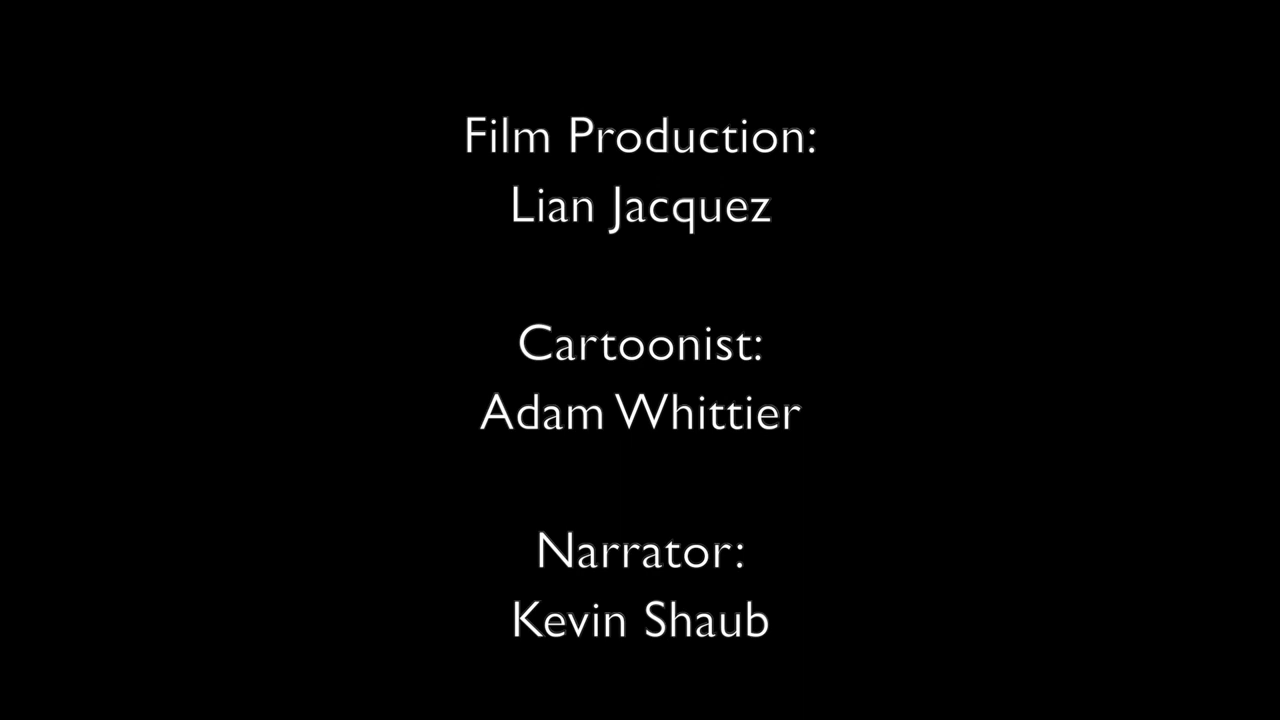 Film Production:
Lian Jacquez
Cartoonist:
Adam Whittier
Narrator:
Kevin Shaub